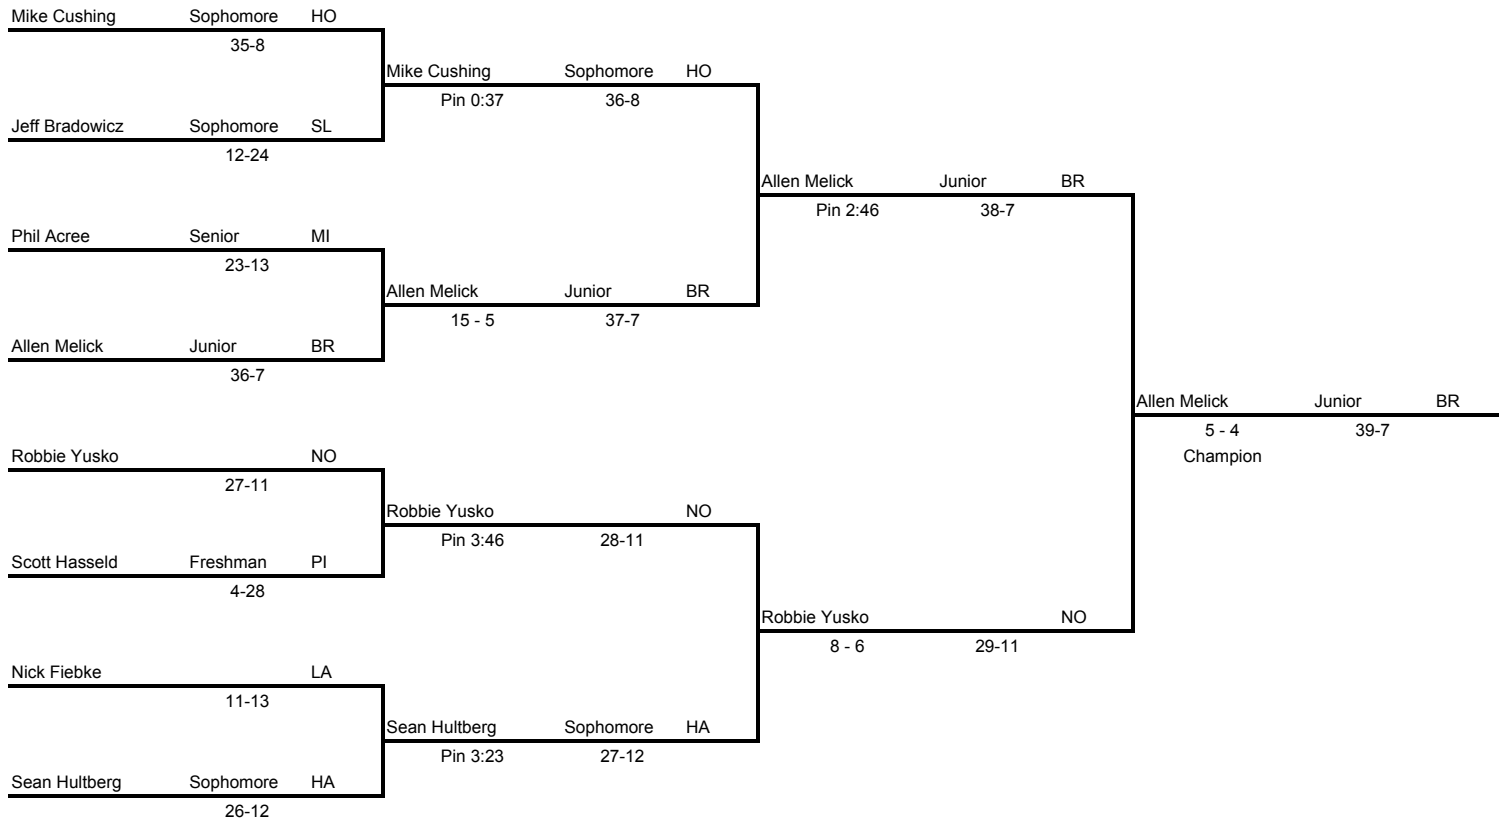 Mike Cushing Sophomore HO
35-8
Mike Cushing Sophomore HO
Pin 0:37 36-8
Jeff Bradowicz Sophomore SL
12-24
Allen Melick Junior BR
Pin 2:46 38-7
Phil Acree Senior MI
23-13
Allen Melick Junior BR
15 - 5 37-7
Allen Melick Junior BR
36-7
Allen Melick Junior BR
5 - 4 39-7
Champion
Robbie Yusko NO
27-11
Robbie Yusko NO
Pin 3:46 28-11
Scott Hasseld Freshman PI
4-28
Robbie Yusko NO
8 - 6 29-11
Nick Fiebke LA
11-13
Sean Hultberg Sophomore HA
Pin 3:23 27-12
Sean Hultberg Sophomore HA
26-12